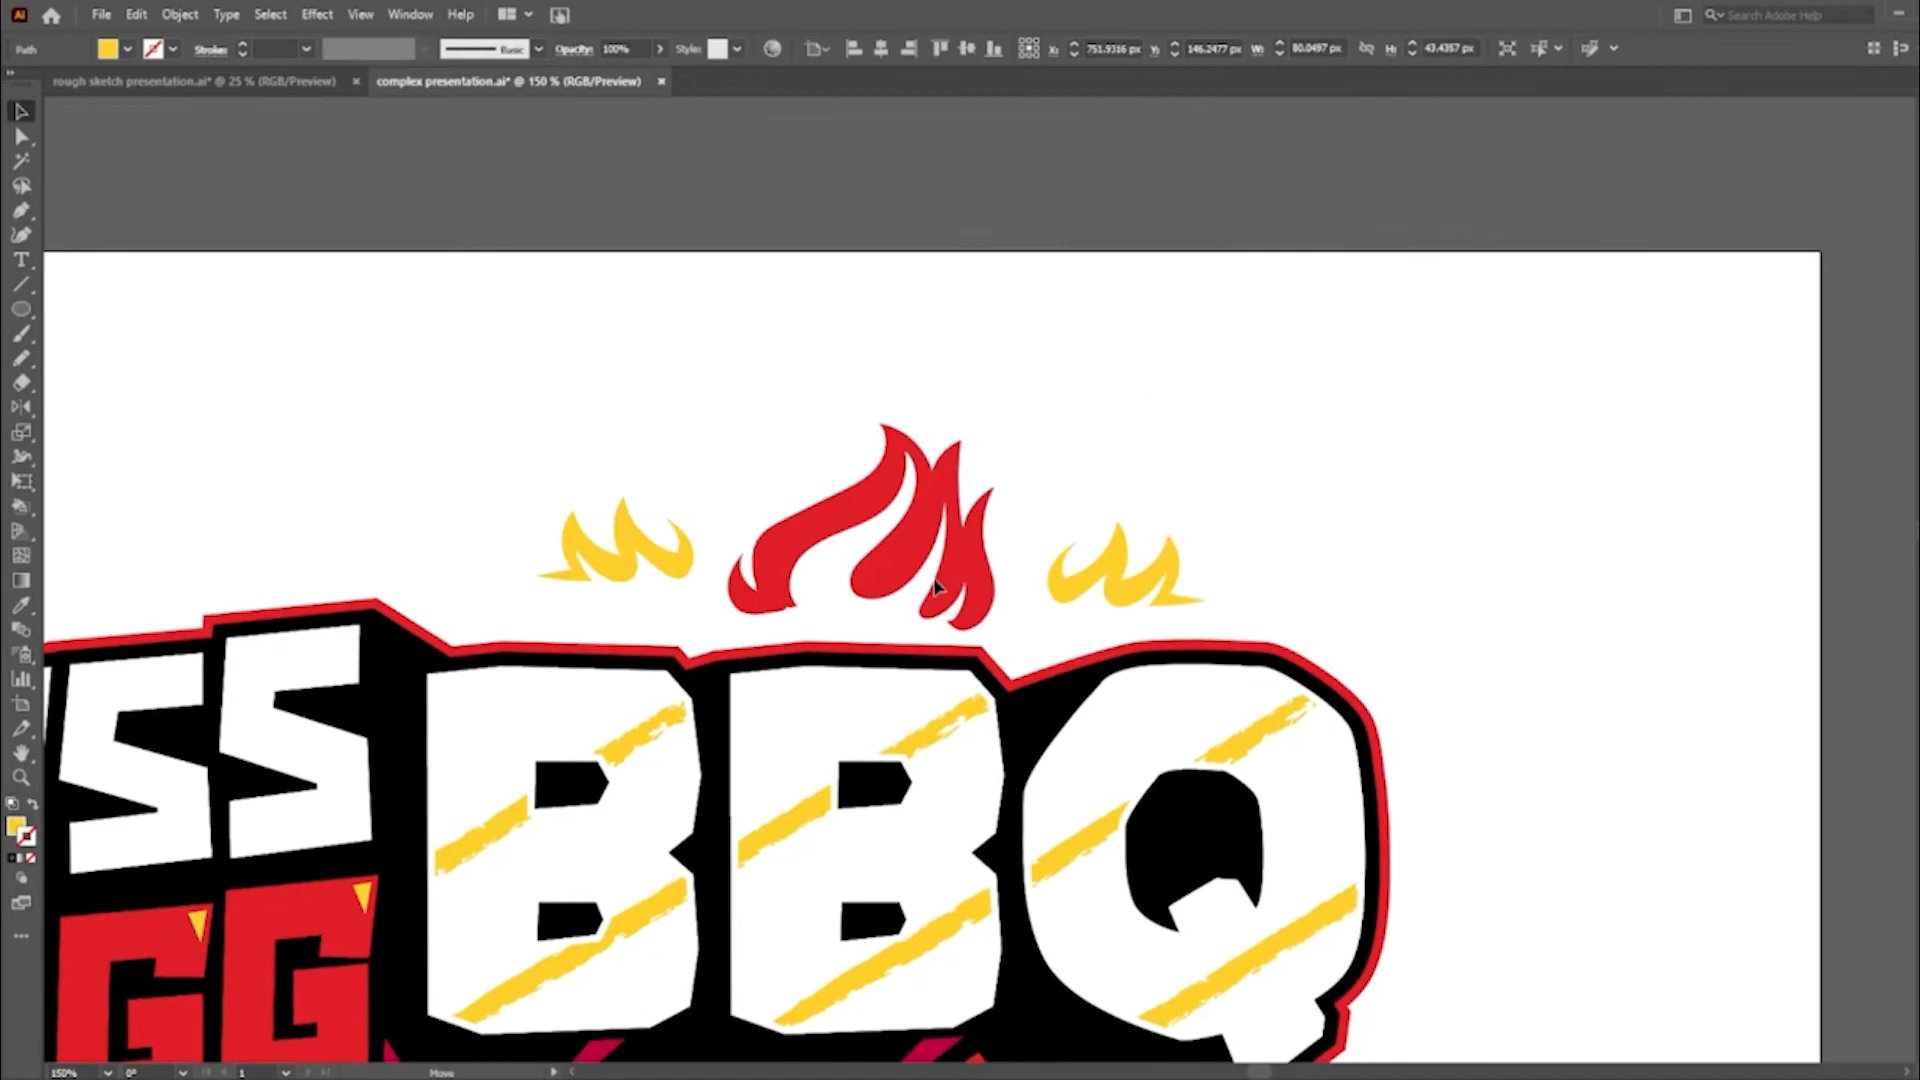 Ai File Edit Object Type Select Effect View Window Help Search Adobe Help
Path Stroke: Basic Opacity: 100% Style: X: 751.9316 px Y: 146.2477 px W: 80.0497 px H: 43.4357 px
rough sketch presentation.ai* @ 25 % (RGB/Preview) × complex presentation.ai* @ 150 % (RGB/Preview) ×
SS BBQ
GG
150% 0° 1 Move